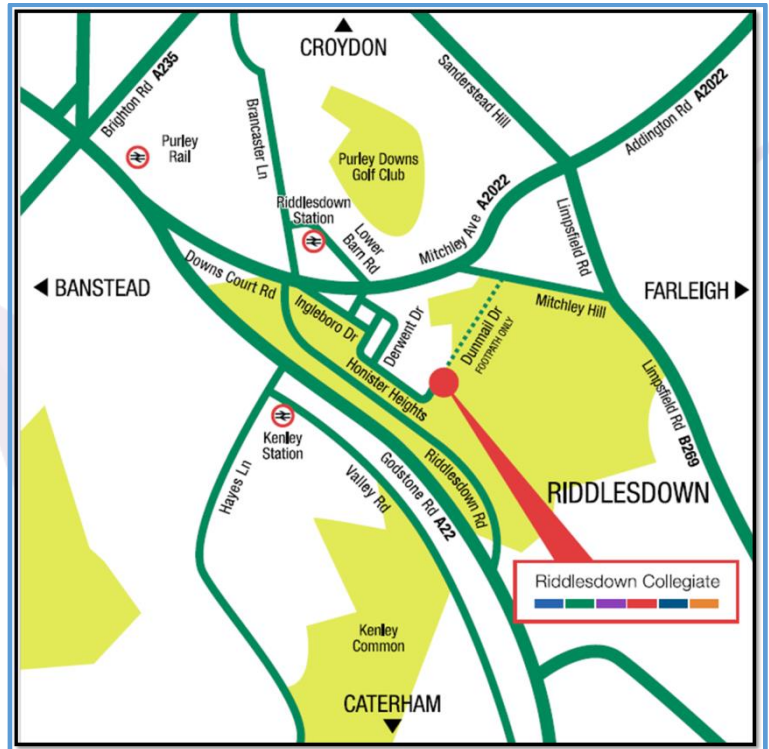 CROYDON
Brighton Rd A235
Sanderstead Hill
Addington Rd A2022
Purley
Rail
Brancaster Ln
Purley Downs
Golf Club
Riddlesdown
Station
Lower
Barn Rd
Mitchley Ave A2022
Limpsfield Rd
BANSTEAD
Downs Court Rd
Ingleboro Dr
Derwent Dr
Dunmail Dr
FOOTPATH ONLY
Mitchley Hill
FARLEIGH
Honister Heights
Limpsfield Rd B269
Kenley
Station
Hayes Ln
Valley Rd
Godstone Rd A22
Riddlesdown Rd
RIDDLESDOWN
Riddlesdown Collegiate
Kenley
Common
CATERHAM